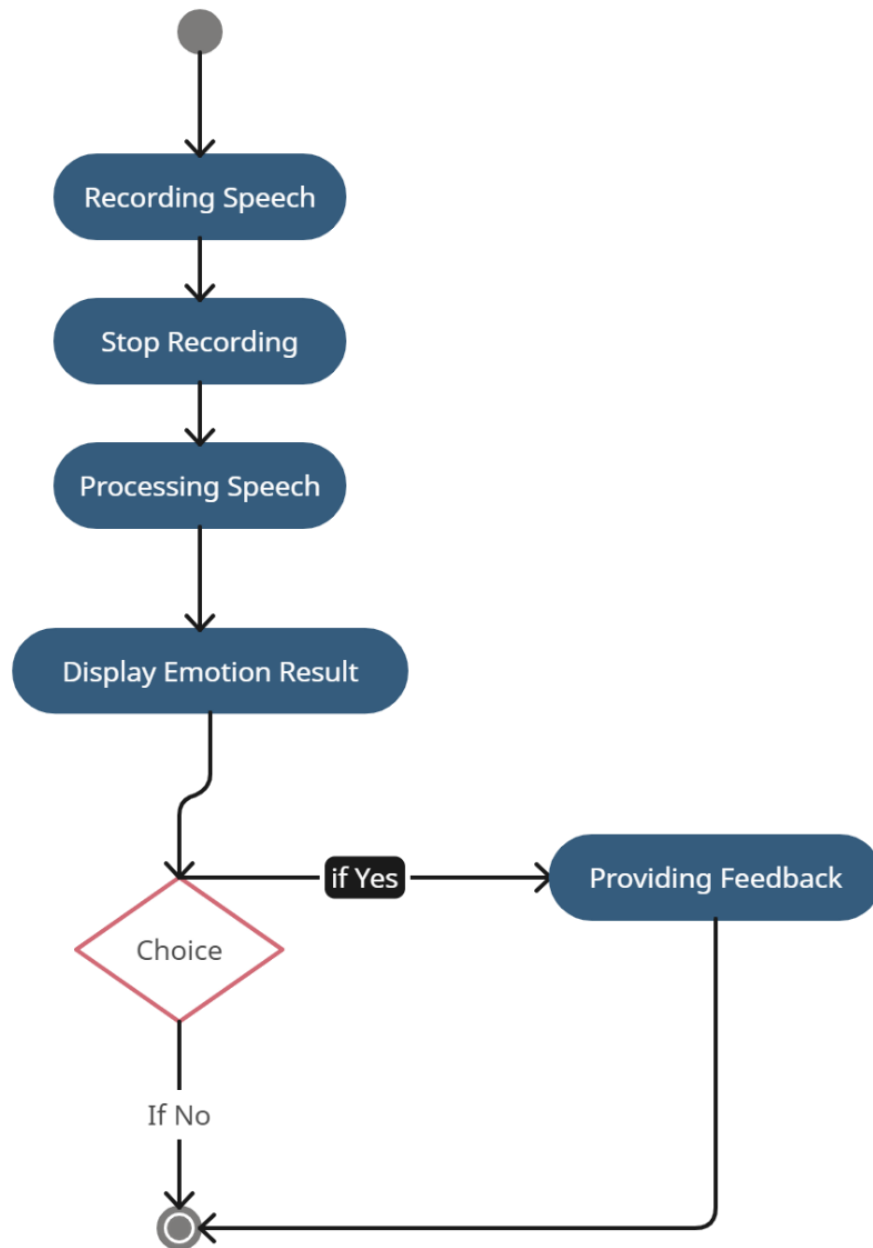 Recording Speech
Stop Recording
Processing Speech
Display Emotion Result
if Yes
Providing Feedback
Choice
If No